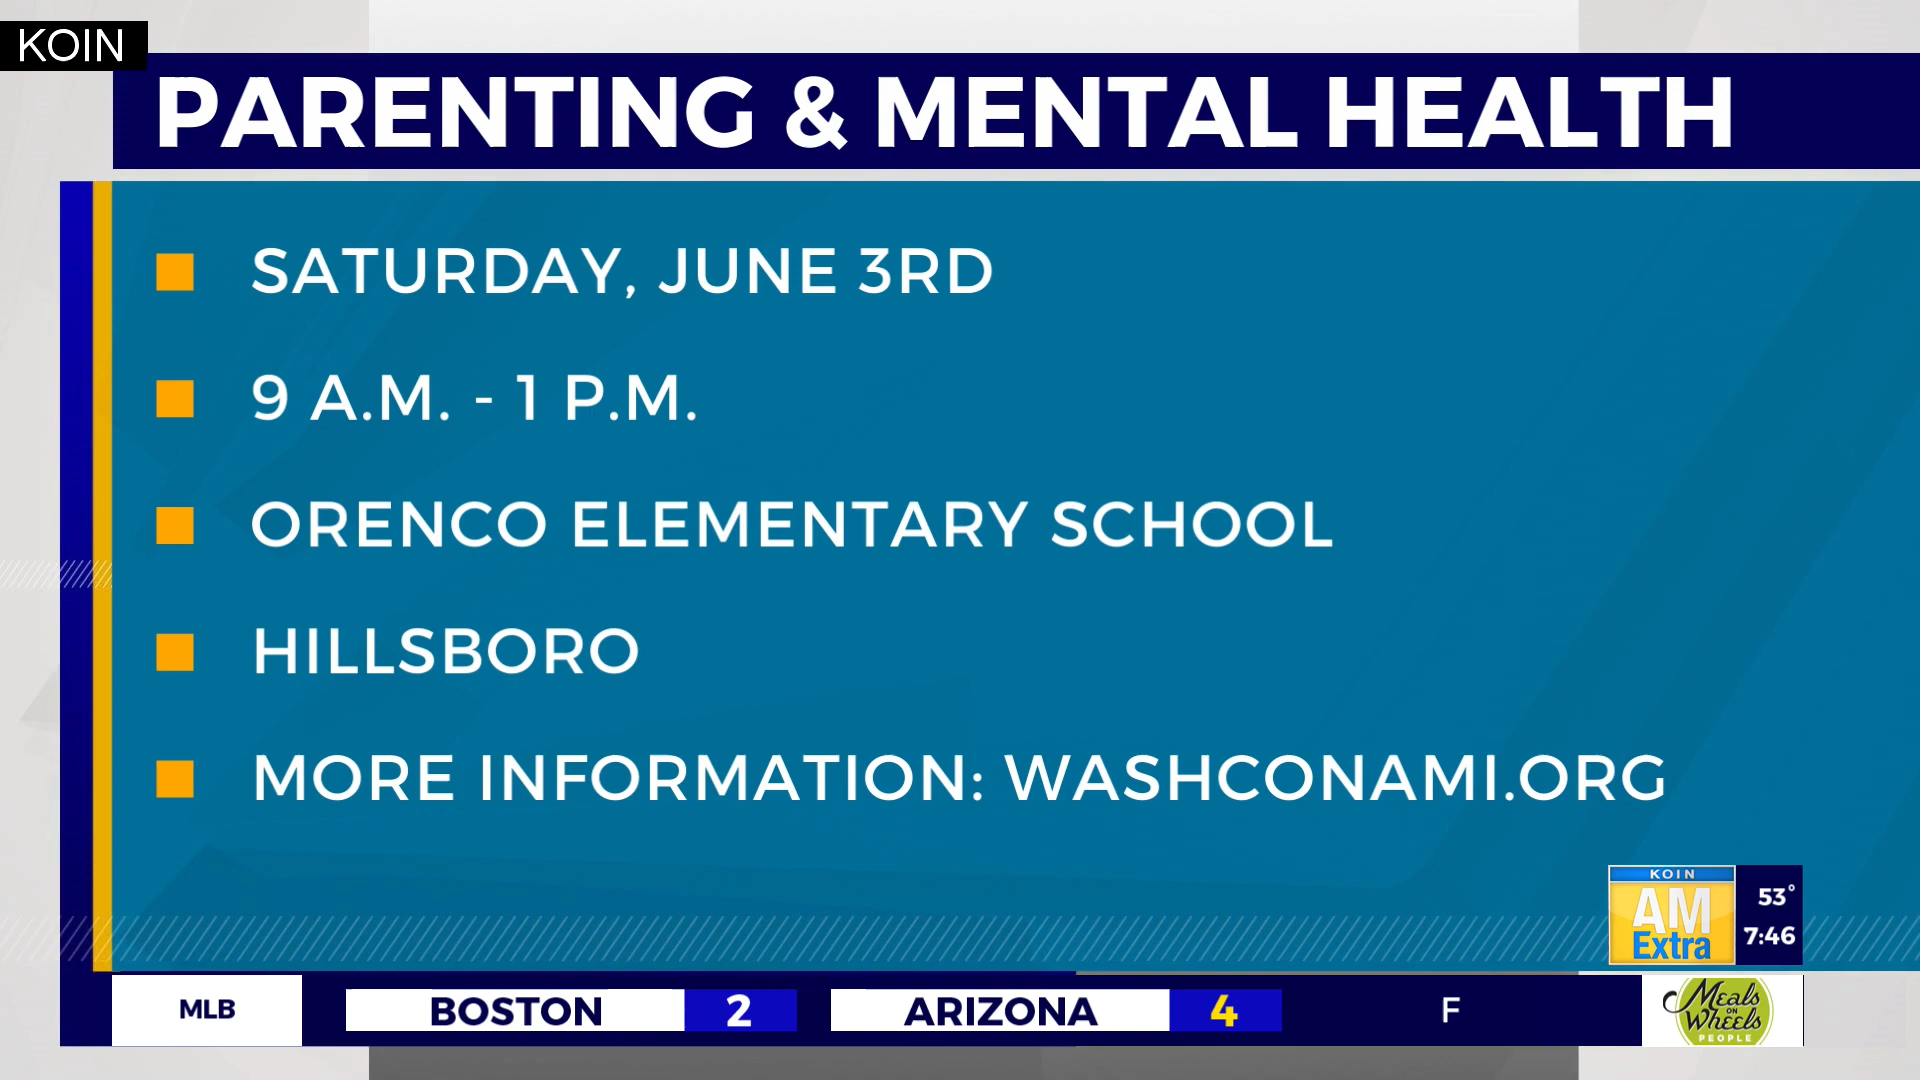 KOIN
PARENTING & MENTAL HEALTH
SATURDAY, JUNE 3RD
9 A.M. - 1 P.M.
ORENCO ELEMENTARY SCHOOL
HILLSBORO
MORE INFORMATION: WASHCONAMI.ORG
KOIN
AM
Extra
53°
7:46
MLB BOSTON 2 ARIZONA 4 F
Meals
ON
Wheels
PEOPLE